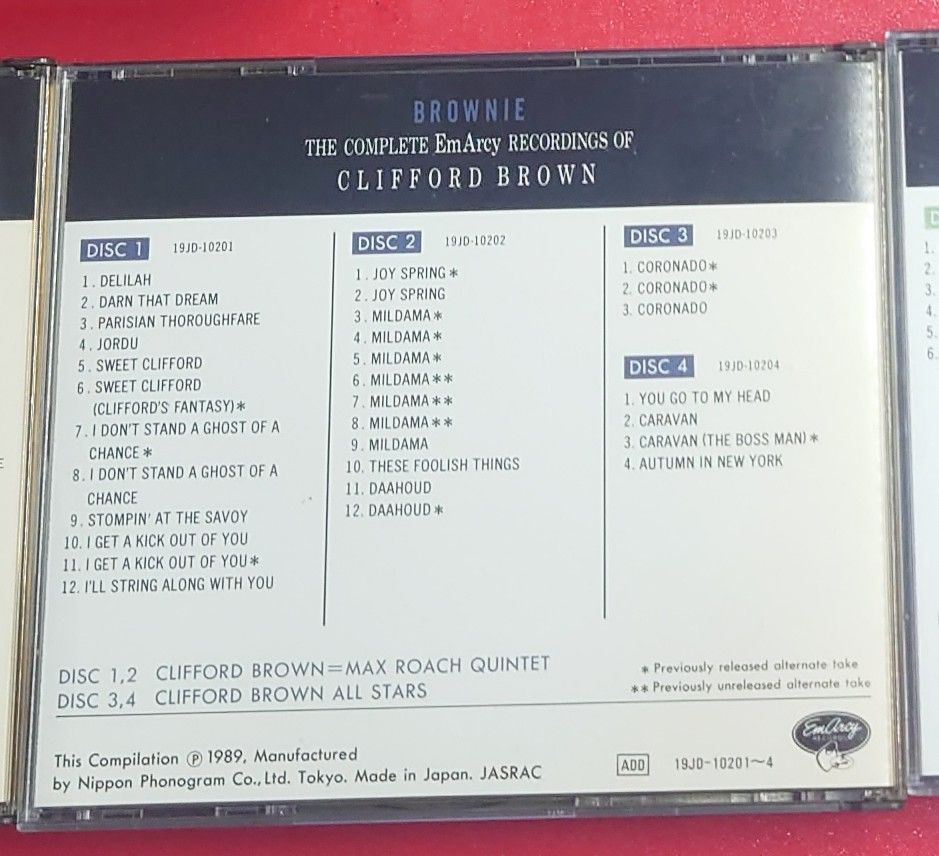 BROWNIE
THE COMPLETE EmArcy RECORDINGS OF
CLIFFORD BROWN
DISC 1 19JD-10201
1. DELILAH
2. DARN THAT DREAM
3. PARISIAN THOROUGHFARE
4. JORDU
5. SWEET CLIFFORD
6. SWEET CLIFFORD
(CLIFFORD'S FANTASY)*
7. I DON'T STAND A GHOST OF A
CHANCE *
8. I DON'T STAND A GHOST OF A
CHANCE
9. STOMPIN' AT THE SAVOY
10. I GET A KICK OUT OF YOU
11. I GET A KICK OUT OF YOU*
12. I'LL STRING ALONG WITH YOU
DISC 2 19JD-10202
1. JOY SPRING *
2. JOY SPRING
3. MILDAMA *
4. MILDAMA *
5. MILDAMA *
6. MILDAMA **
7. MILDAMA **
8. MILDAMA **
9. MILDAMA
10. THESE FOOLISH THINGS
11. DAAHOUD
12. DAAHOUD *
DISC 3 19JD-10203
1. CORONADO*
2. CORONADO*
3. CORONADO
DISC 4 19JD-10204
1. YOU GO TO MY HEAD
2. CARAVAN
3. CARAVAN (THE BOSS MAN) *
4. AUTUMN IN NEW YORK
DISC 1,2 CLIFFORD BROWN=MAX ROACH QUINTET
DISC 3,4 CLIFFORD BROWN ALL STARS
* Previously released alternate take
** Previously unreleased alternate take
This Compilation Ⓟ 1989, Manufactured
by Nippon Phonogram Co., Ltd. Tokyo. Made in Japan. JASRAC
EmArcy
RECORDS
ADD 19JD-10201~4
1.
2.
3.
4.
5.
6.